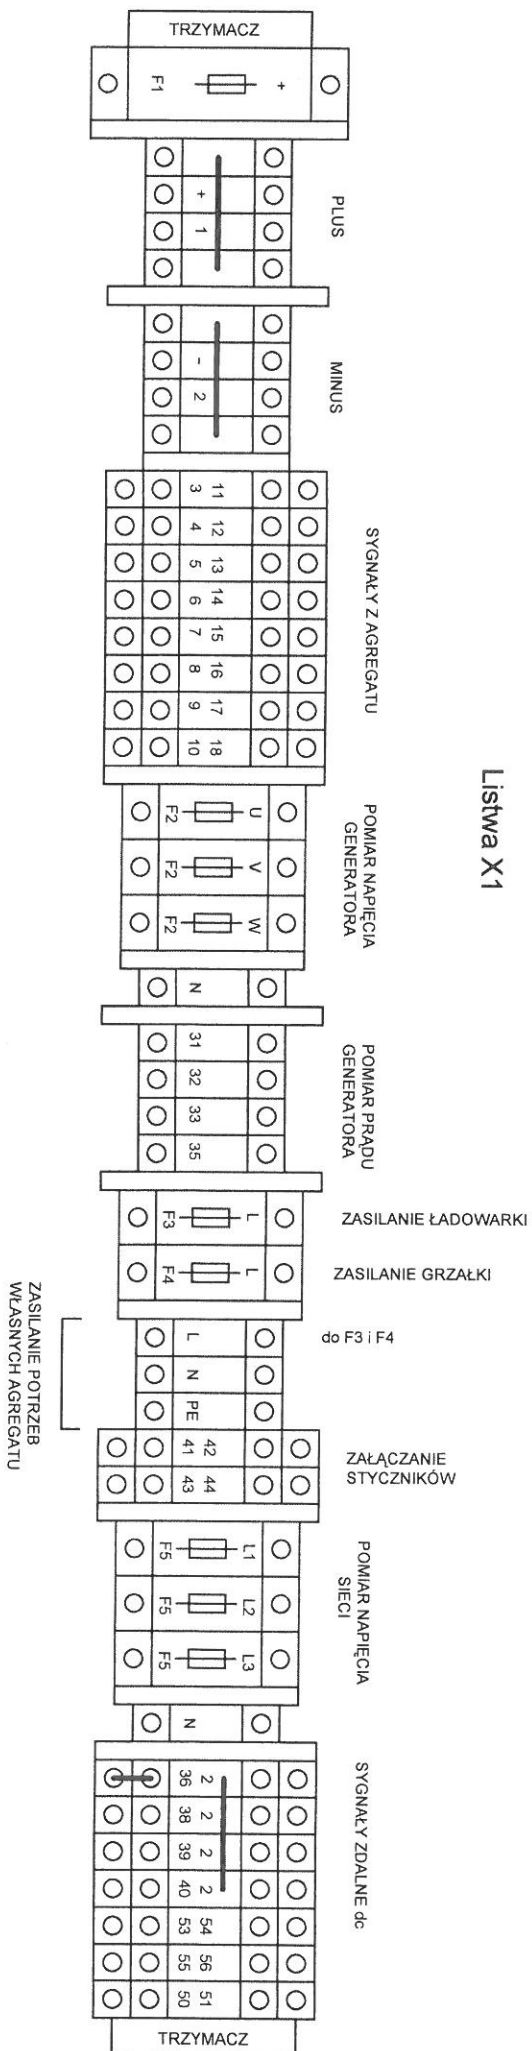 Listwa X1
TRZYMACZ
F1 +
PLUS
+ 1
MINUS
- 2
SYGNAŁY Z AGREGATU
3 11
4 12
5 13
6 14
7 15
8 16
9 17
10 18
POMIAR NAPIĘCIA
GENERATORA
F2 U
F2 V
F2 W
N
POMIAR PRĄDU
GENERATORA
31
32
33
35
F3 L
ZASILANIE ŁADOWARKI
F4 L
ZASILANIE GRZAŁKI
ZASILANIE POTRZEB
WŁASNYCH AGREGATU
L
do F3 i F4
N
PE
41 42
43 44
ZAŁĄCZANIE
STYCZNIKÓW
POMIAR NAPIĘCIA
SIECI
F5 L1
F5 L2
F5 L3
N
SYGNAŁY ZDALNE dc
36 2
38 2
39 2
40 2
53 54
55 56
50 51
TRZYMACZ